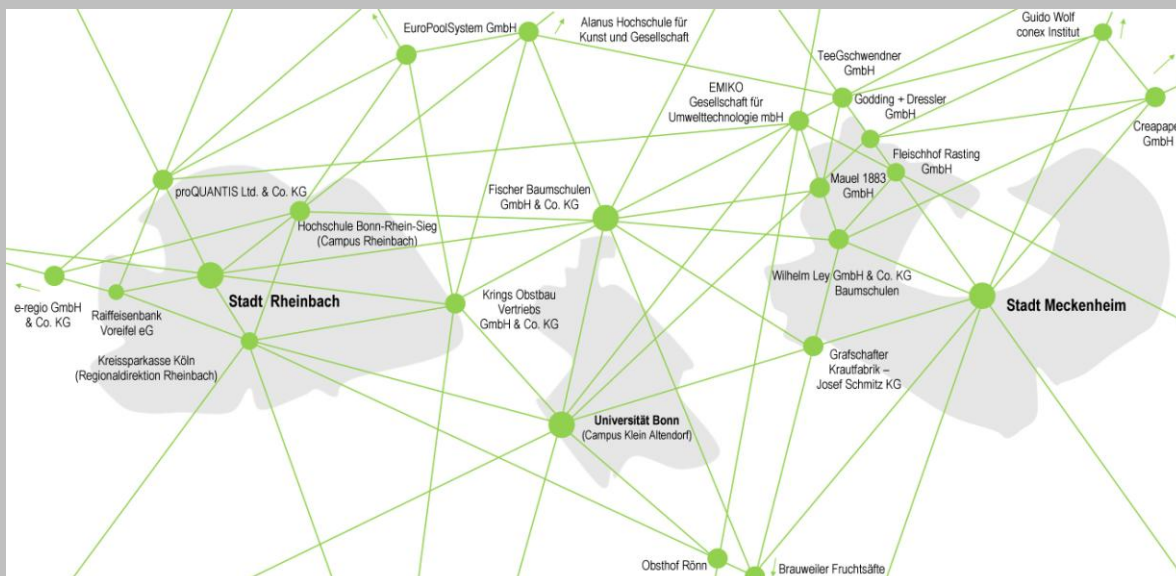 EuroPoolSystem GmbH
Alanus Hochschule für
Kunst und Gesellschaft
Guido Wolf
conex Institut
TeeGschwendner
GmbH
EMIKO
Gesellschaft für
Umwelttechnologie mbH
Godding + Dressler
GmbH
Creapape
GmbH
Fleischhof Rasting
GmbH
proQUANTIS Ltd. & Co. KG
Fischer Baumschulen
GmbH & Co. KG
Mauel 1883
GmbH
Hochschule Bonn-Rhein-Sieg
(Campus Rheinbach)
Wilhelm Ley GmbH & Co. KG
Baumschulen
e-regio GmbH
& Co. KG
Stadt Rheinbach
Krings Obstbau
Vertriebs
GmbH & Co. KG
Stadt Meckenheim
Raiffeisenbank
Voreifel eG
Kreissparkasse Köln
(Regionaldirektion Rheinbach)
Grafschafter
Krautfabrik –
Josef Schmitz KG
Universität Bonn
(Campus Klein Altendorf)
Obsthof Rönn
Brauweiler Fruchtsäfte